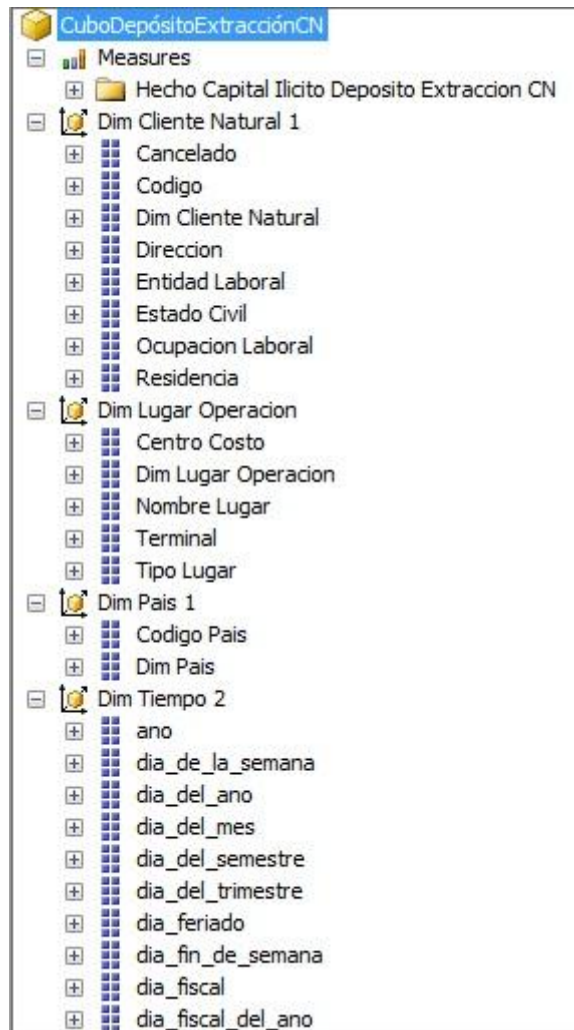 CuboDepósitoExtracciónCN
Measures
Hecho Capital Ilicito Deposito Extraccion CN
Dim Cliente Natural 1
Cancelado
Codigo
Dim Cliente Natural
Direccion
Entidad Laboral
Estado Civil
Ocupacion Laboral
Residencia
Dim Lugar Operacion
Centro Costo
Dim Lugar Operacion
Nombre Lugar
Terminal
Tipo Lugar
Dim Pais 1
Codigo Pais
Dim Pais
Dim Tiempo 2
ano
dia_de_la_semana
dia_del_ano
dia_del_mes
dia_del_semestre
dia_del_trimestre
dia_feriado
dia_fin_de_semana
dia_fiscal
dia_fiscal_del_ano